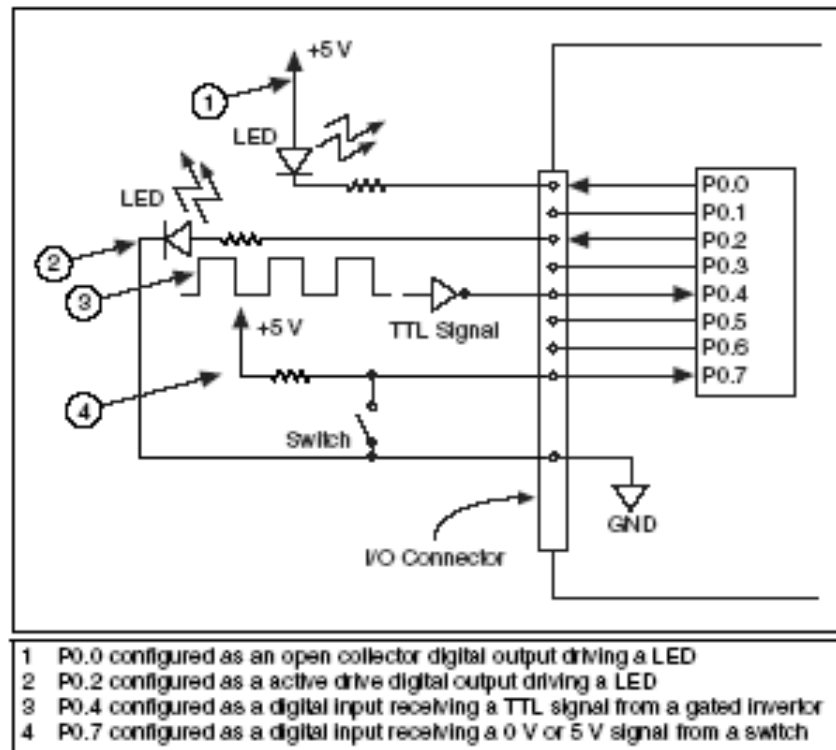 +5 V
1
LED
LED
P0.0
P0.1
2
P0.2
P0.3
3
P0.4
+5 V
TTL Signal
P0.5
P0.6
P0.7
4
Switch
GND
I/O Connector
1 P0.0 configured as an open collector digital output driving a LED
2 P0.2 configured as a active drive digital output driving a LED
3 P0.4 configured as a digital input receiving a TTL signal from a gated invertor
4 P0.7 configured as a digital input receiving a 0 V or 5 V signal from a switch